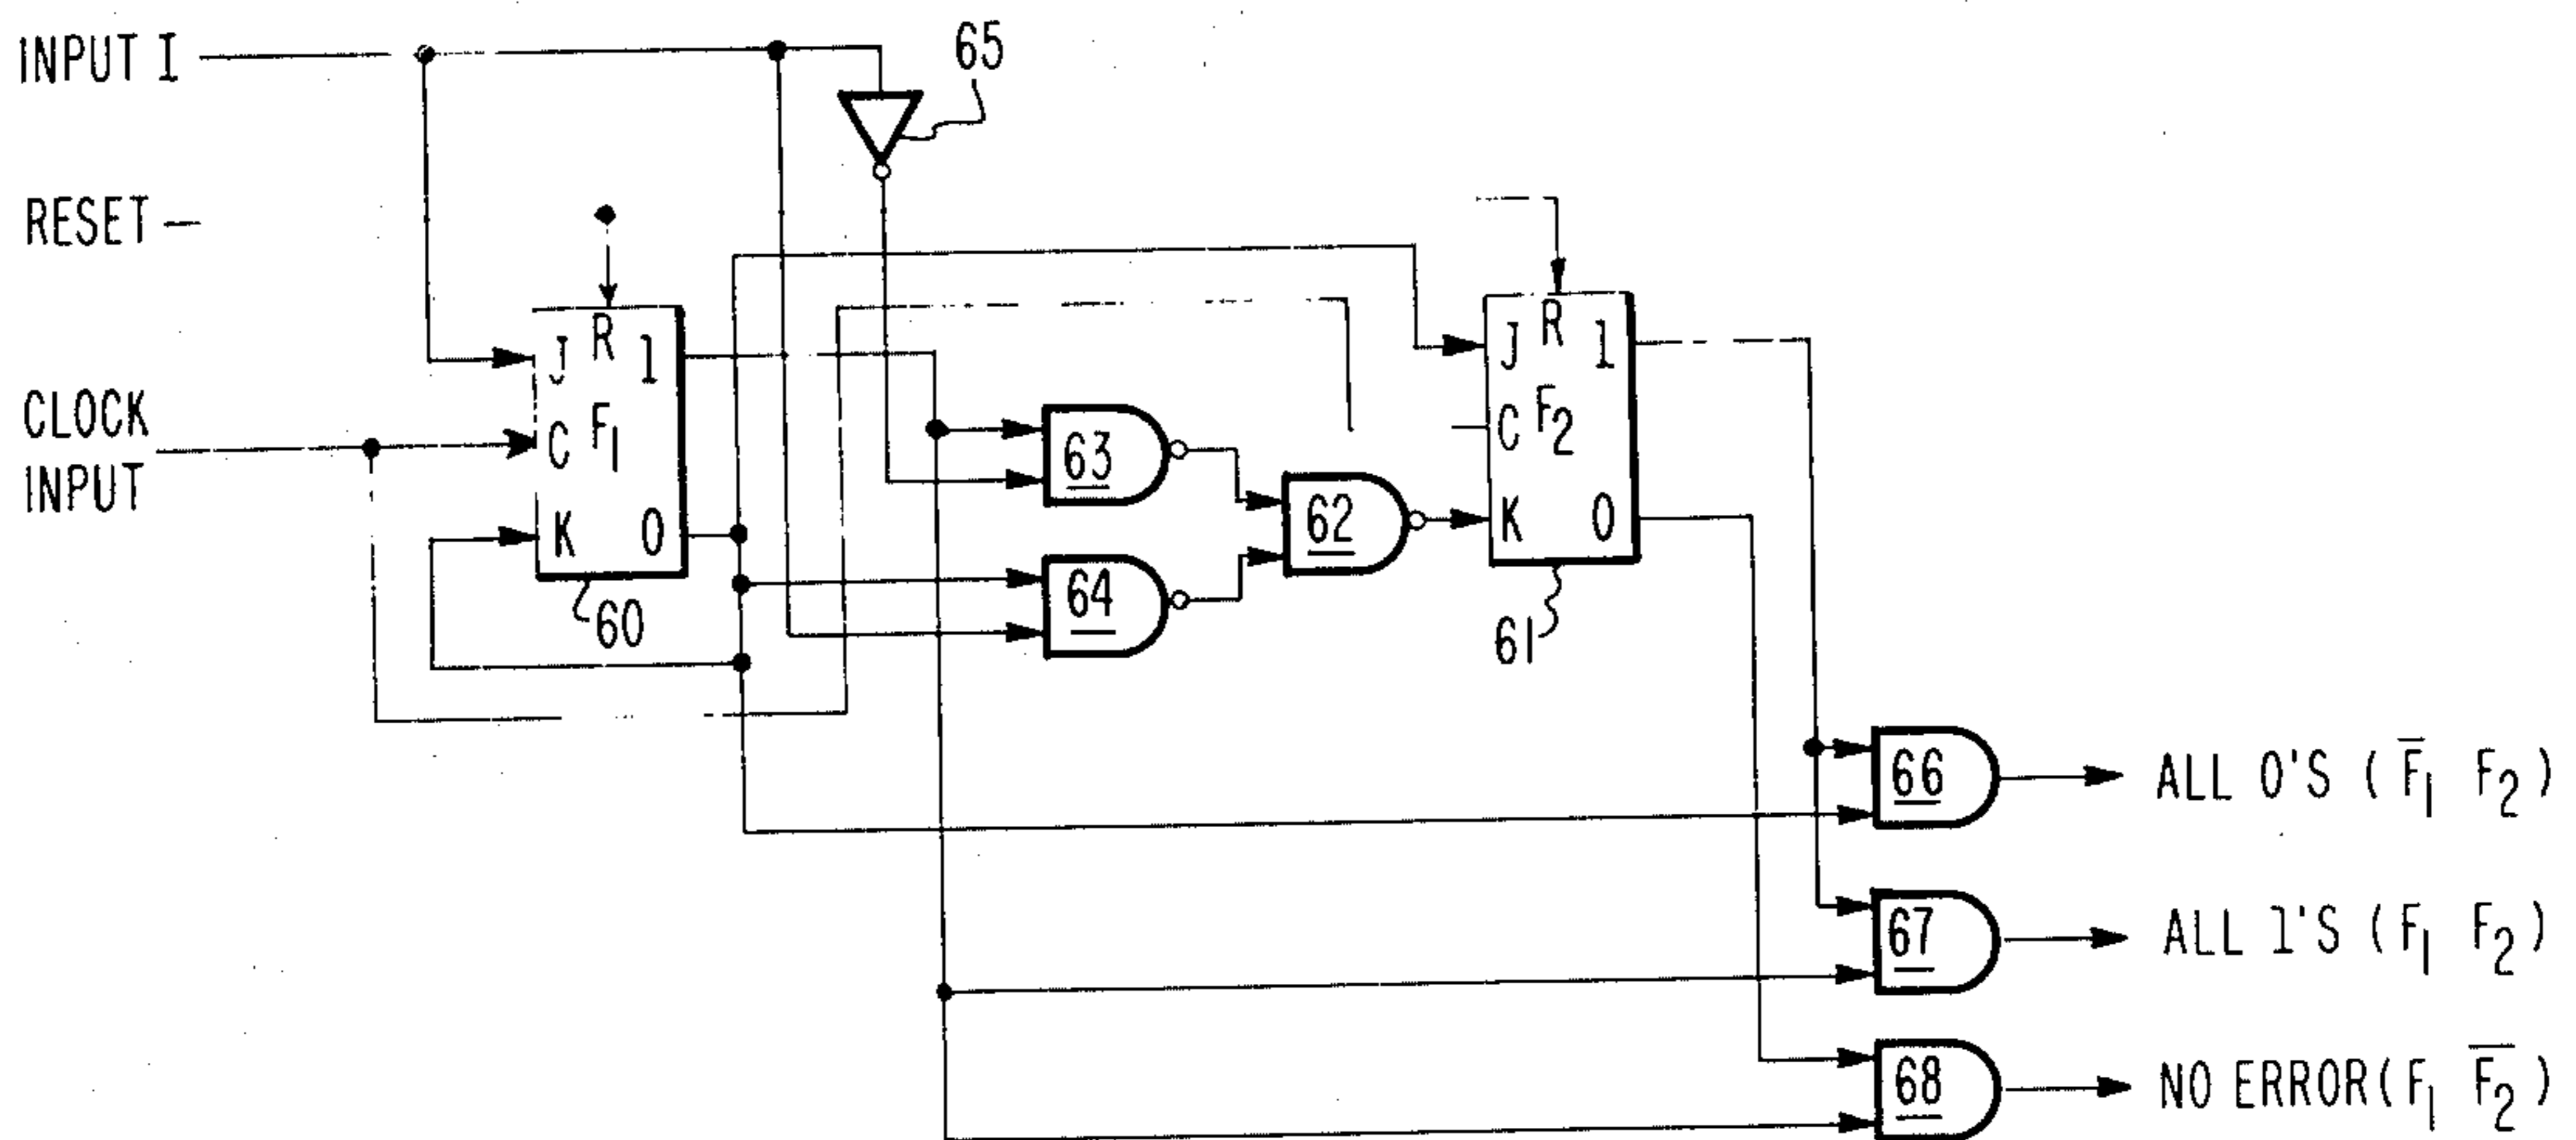 INPUT I
65
RESET
J R 1
C F1
K 0
60
CLOCK
INPUT
63
64
62
J R 1
C F2
K 0
61
66
ALL 0'S ( F̅1 F2 )
67
ALL 1'S ( F1 F2 )
68
NO ERROR( F1 F̅2 )